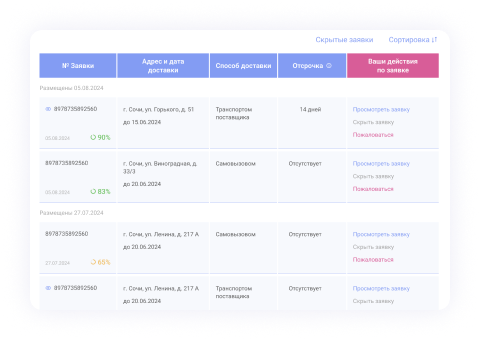 Скрытые заявки Сортировка
№ Заявки
Адрес и дата
доставки
Способ доставки
Отсрочка
Ваши действия
по заявке
Размещены 05.08.2024
8978735892560
05.08.2024 90%
г. Сочи, ул. Горького, д. 51
до 15.06.2024
Транспортом
поставщика
14 дней
Просмотреть заявку
Скрыть заявку
Пожаловаться
8978735892560
05.08.2024 83%
г. Сочи, ул. Виноградная, д.
33/3
до 20.06.2024
Самовывозом
Отсутствует
Просмотреть заявку
Скрыть заявку
Пожаловаться
Размещены 27.07.2024
8978735892560
27.07.2024 65%
г. Сочи, ул. Ленина, д. 217 А
до 20.06.2024
Самовывозом
Отсутствует
Просмотреть заявку
Скрыть заявку
Пожаловаться
8978735892560
г. Сочи, ул. Ленина, д. 217 А
до 20.06.2024
Транспортом
поставщика
Отсутствует
Просмотреть заявку
Скрыть заявку